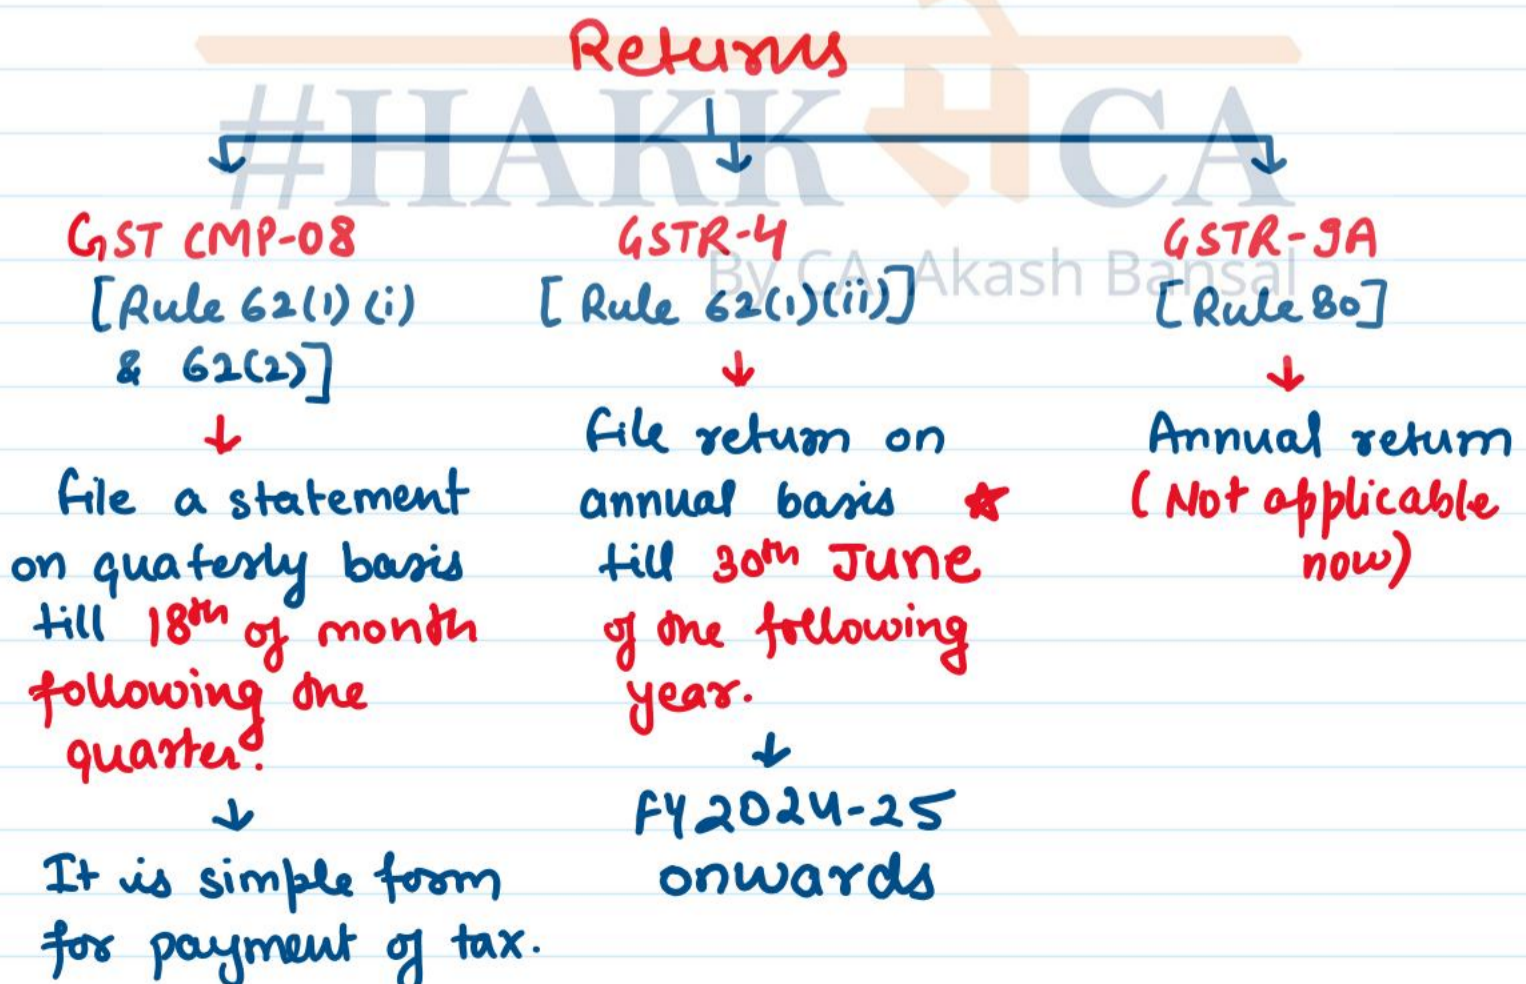 Returns
#HAKKसेCA
By CA Akash Bansal
GST CMP-08
[Rule 62(1)(i)
& 62(2)]
file a statement
on quaterly basis
till 18th of month
following the
quarter.
It is simple form
for payment of tax.
GSTR-4
[Rule 62(1)(ii)]
File return on
annual basis ★
till 30th June
of the following
year.
FY 2024-25
onwards
GSTR-9A
[Rule 80]
Annual return
(Not applicable
now)